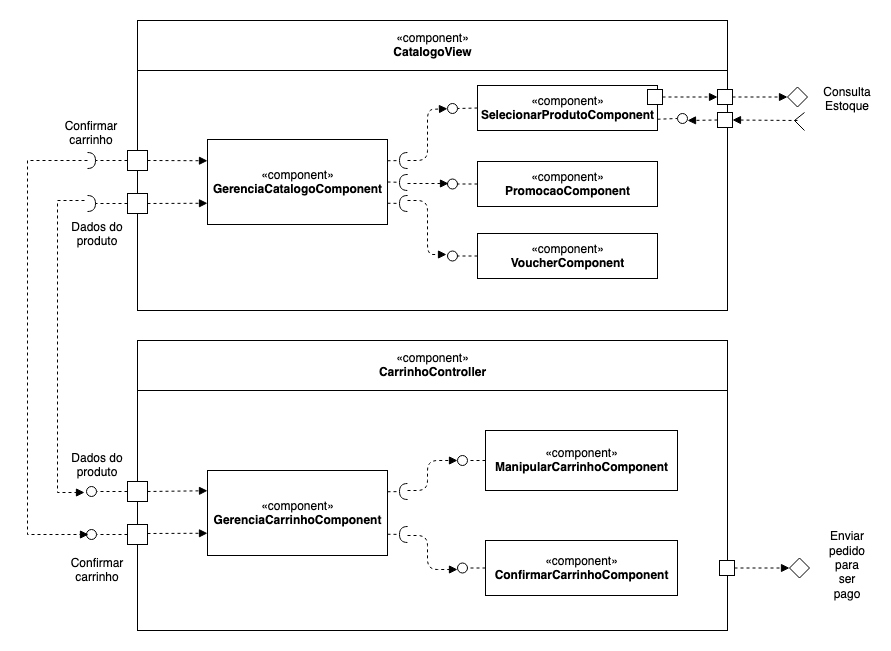 «component»
CatalogoView
«component»
SelecionarProdutoComponent
Consulta
Estoque
Confirmar
carrinho
«component»
GerenciaCatalogoComponent
«component»
PromocaoComponent
Dados do
produto
«component»
VoucherComponent
«component»
CarrinhoController
Dados do
produto
«component»
ManipularCarrinhoComponent
«component»
GerenciaCarrinhoComponent
Confirmar
carrinho
«component»
ConfirmarCarrinhoComponent
Enviar
pedido
para
ser
pago